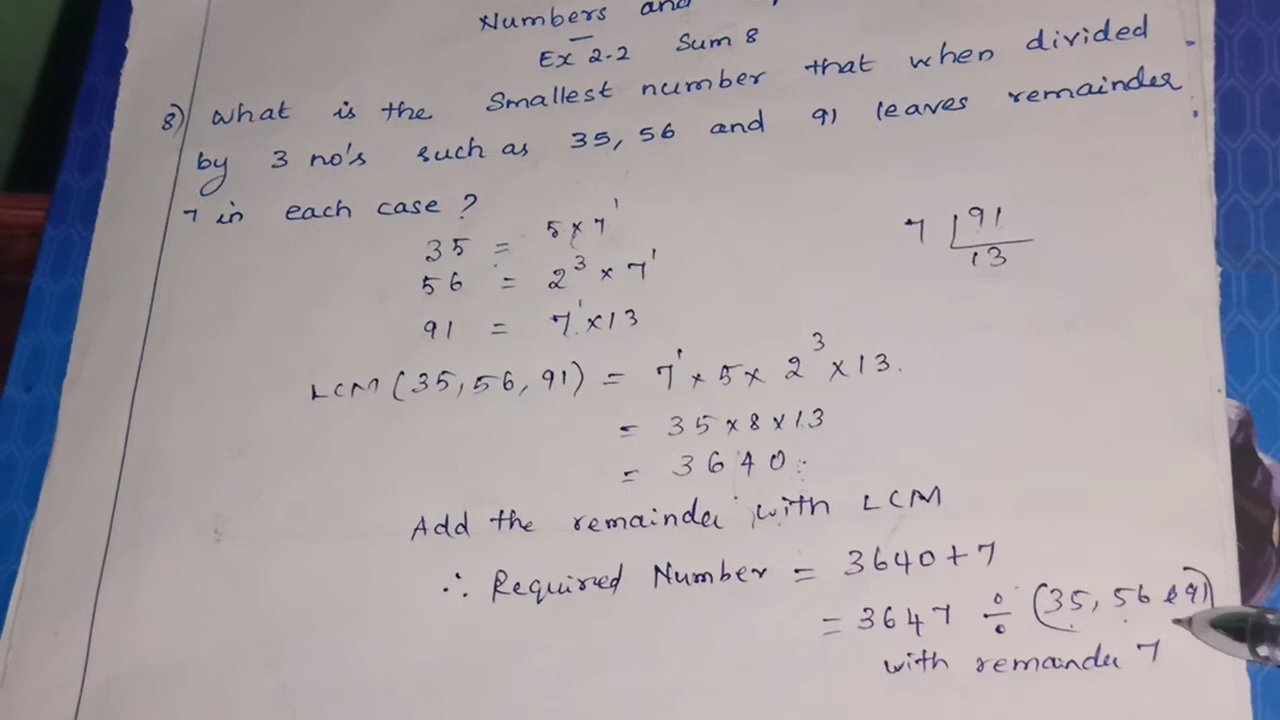 Numbers and
Ex 2.2 Sum 8
8) What is the Smallest number that when divided
by 3 no's such as 35, 56 and 91 leaves remainder
7 in each case ?
35 = 5 × 7¹
56 = 2³ × 7¹
91 = 7¹ × 13
7 | 91
13
LCM (35, 56, 91) = 7¹ × 5 × 2³ × 13.
= 35 × 8 × 13
= 3640
Add the remainder with LCM
∴ Required Number = 3640 + 7
= 3647 ÷ (35, 56 & 91)
with remainder 7